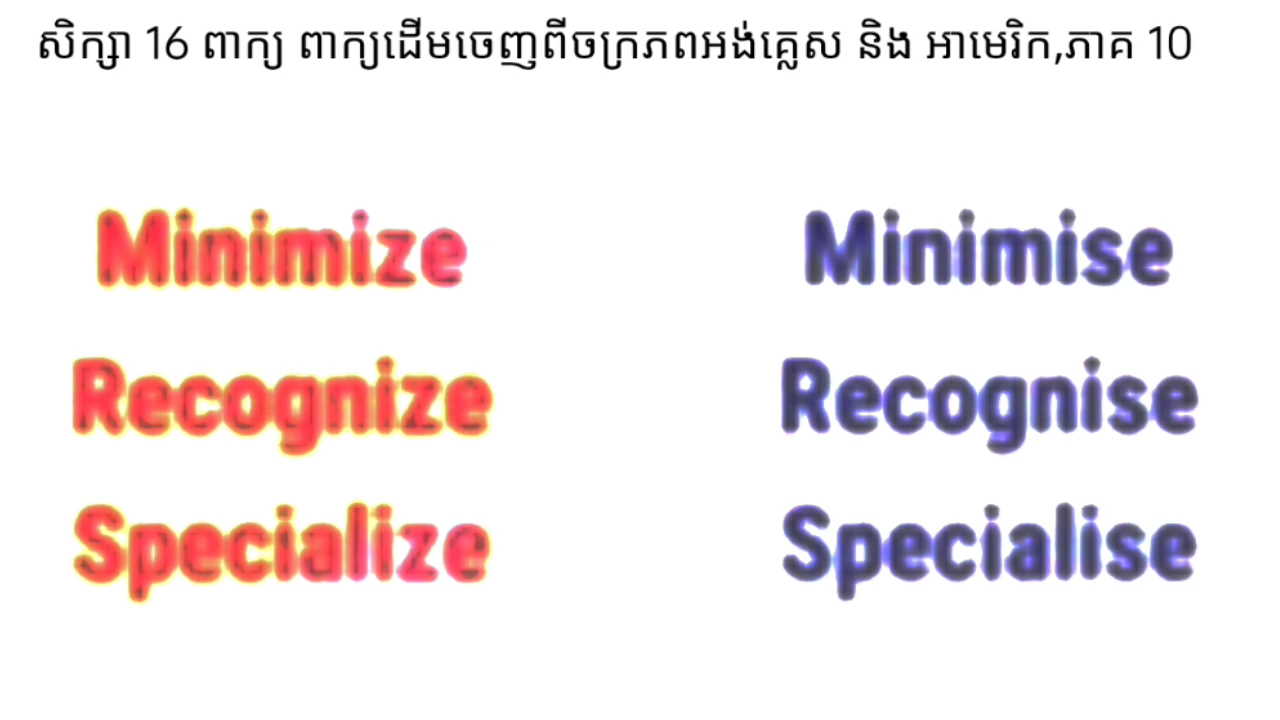 សិក្សា 16 ពាក្យ ពាក្យដើមចេញពីចក្រភពអង់គ្លេស និង អាមេរិក,ភាគ 10
Minimize Minimise
Recognize Recognise
Specialize Specialise